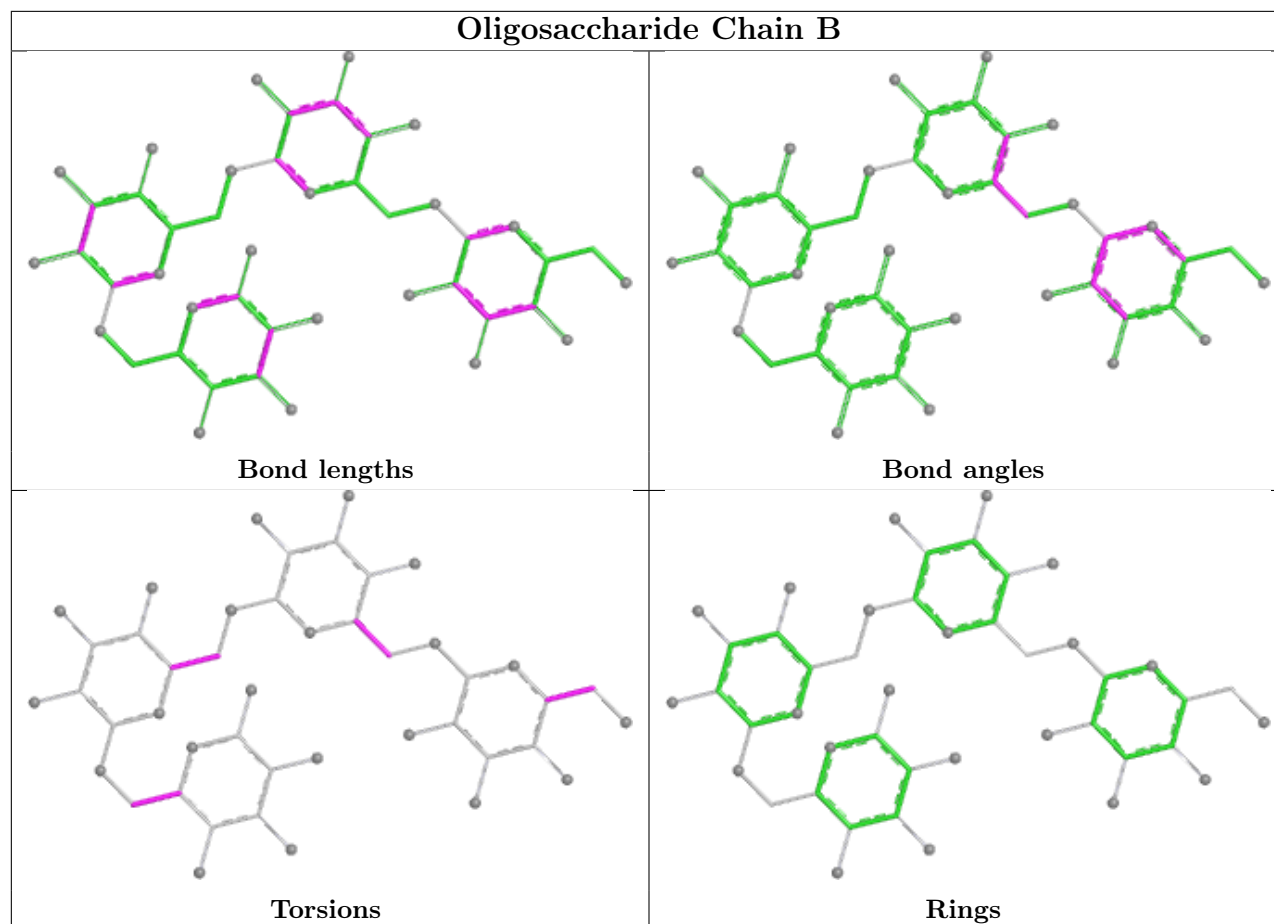 Oligosaccharide Chain B
Bond lengths
Bond angles
Torsions
Rings